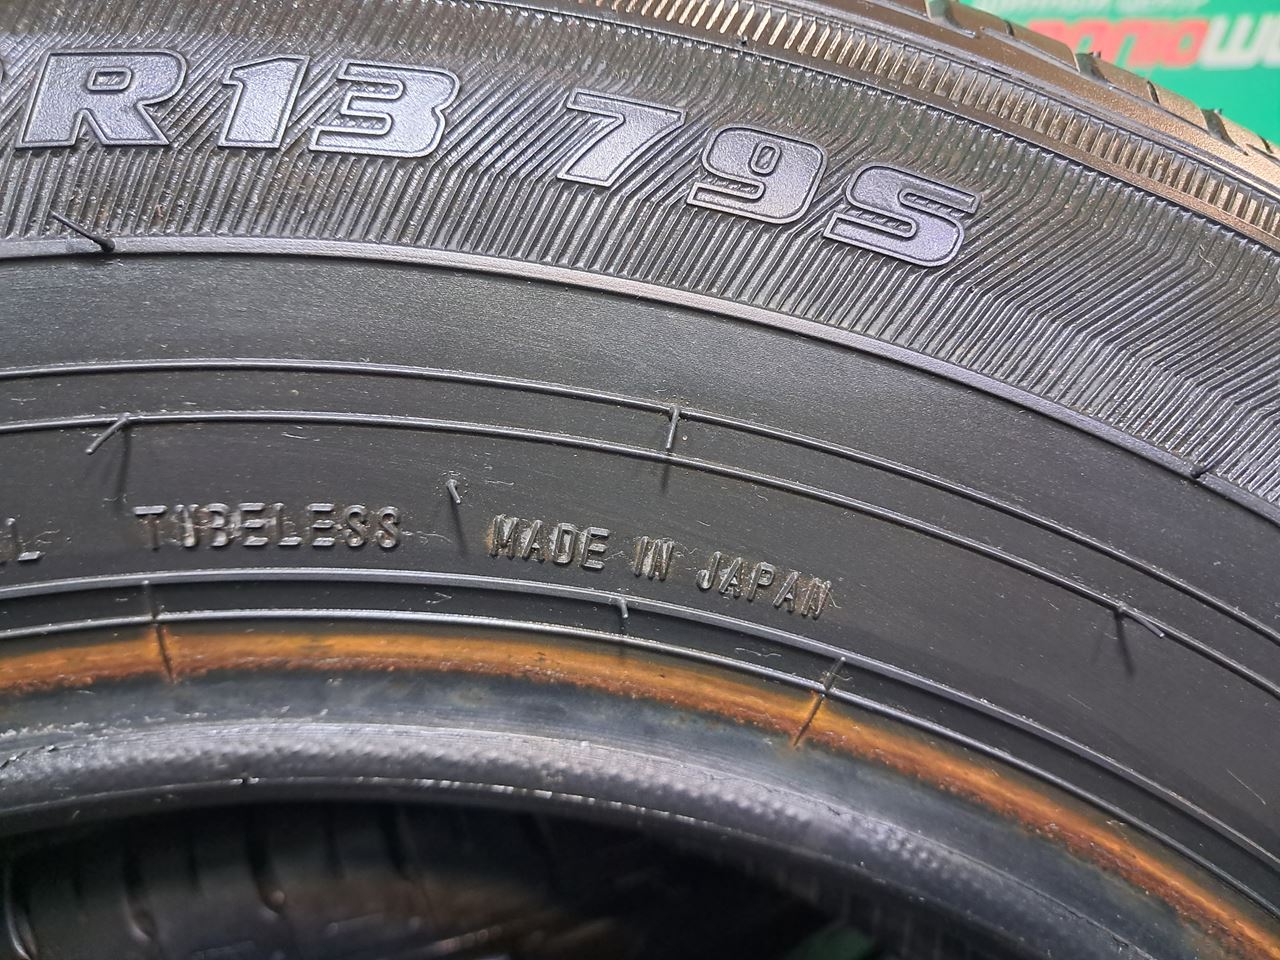 R13 79S
TUBELESS MADE IN JAPAN